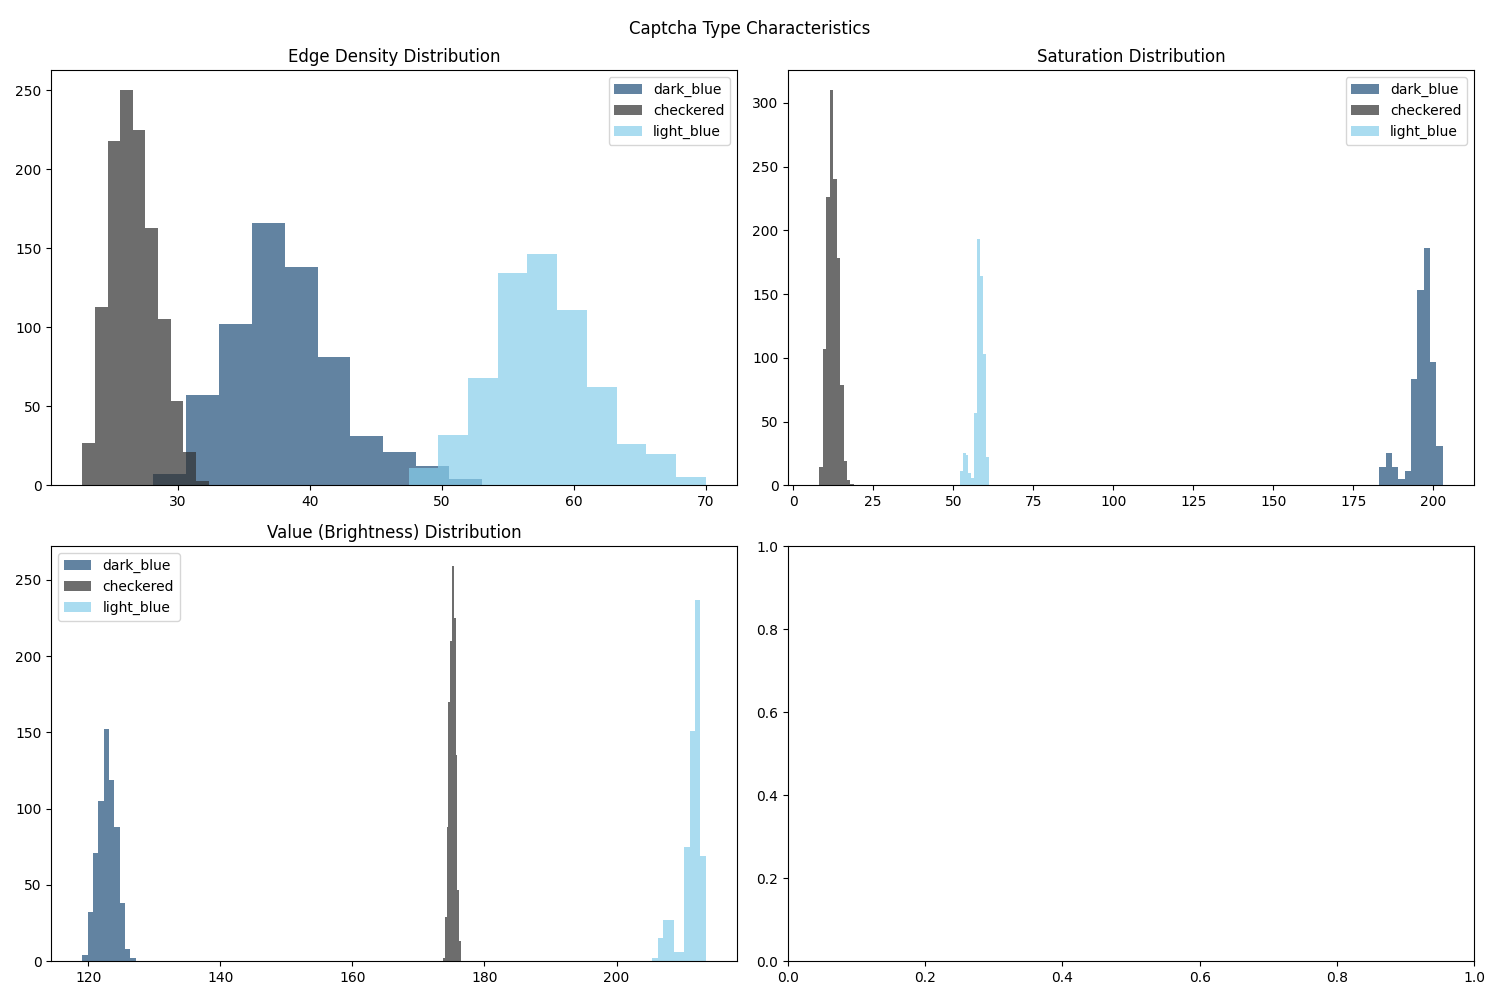 Captcha Type Characteristics
Edge Density Distribution
250
200
150
100
50
0
30 40 50 60 70
dark_blue
checkered
light_blue
Saturation Distribution
300
250
200
150
100
50
0
0 25 50 75 100 125 150 175 200
dark_blue
checkered
light_blue
Value (Brightness) Distribution
250
200
150
100
50
0
120 140 160 180 200
dark_blue
checkered
light_blue
1.0
0.8
0.6
0.4
0.2
0.0
0.0 0.2 0.4 0.6 0.8 1.0